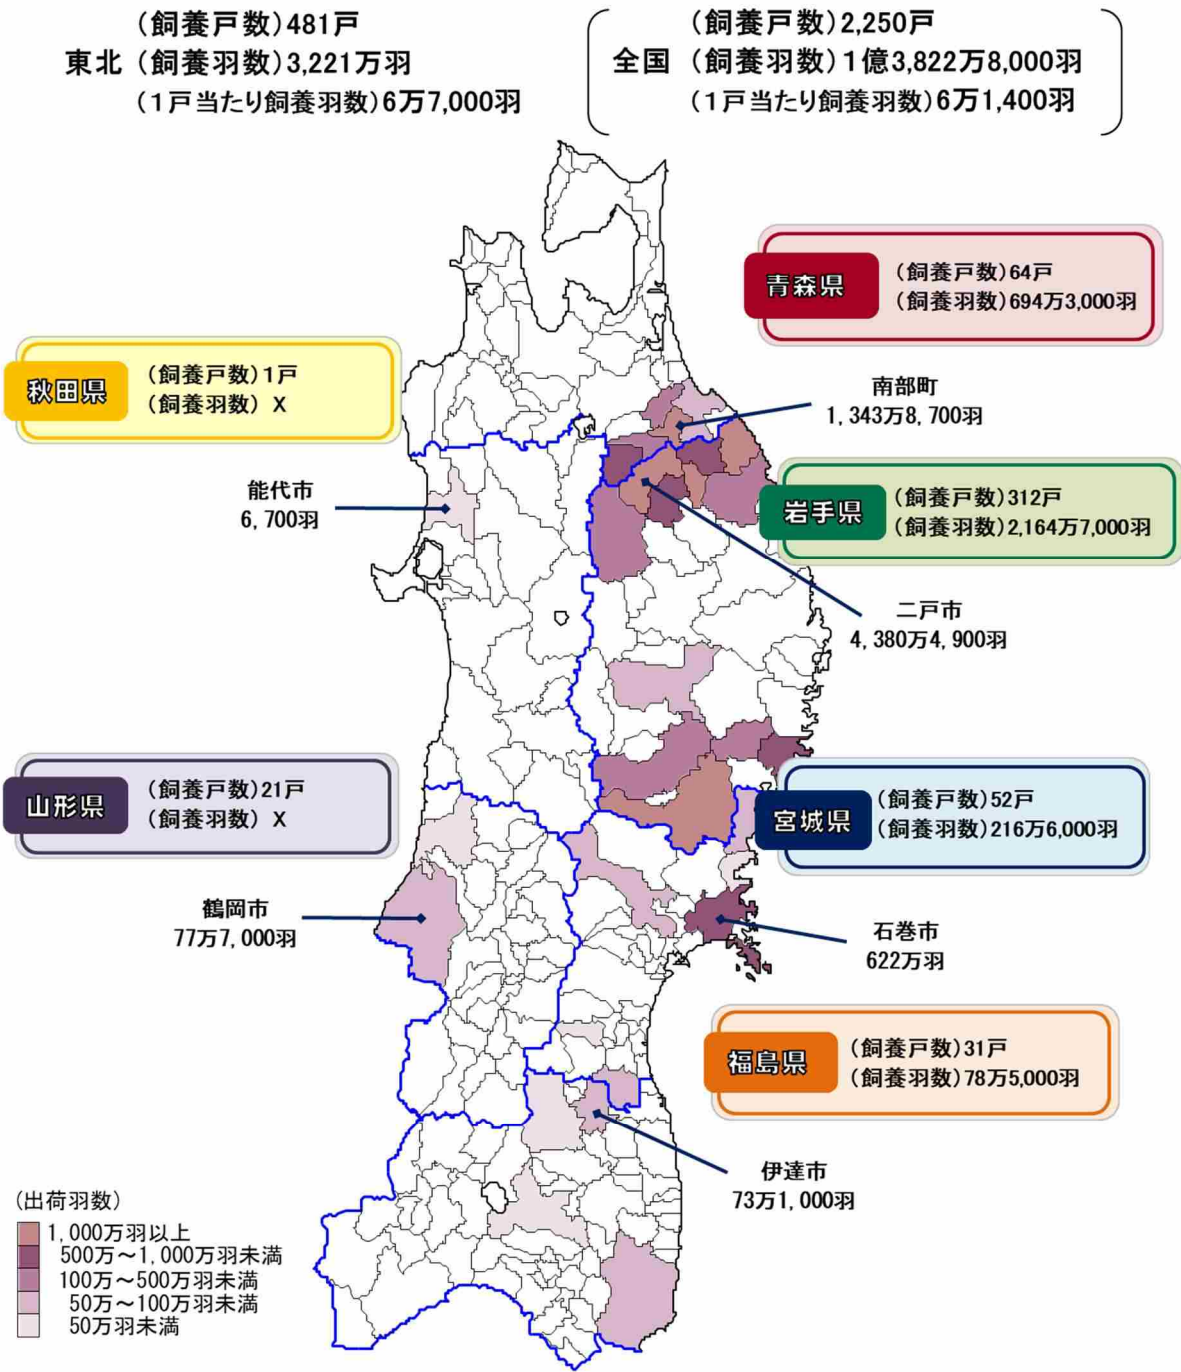 (飼養戸数)481戸
東北 (飼養羽数)3,221万羽
(1戸当たり飼養羽数)6万7,000羽
(飼養戸数)2,250戸
全国 (飼養羽数)1億3,822万8,000羽
(1戸当たり飼養羽数)6万1,400羽
青森県
(飼養戸数)64戸
(飼養羽数)694万3,000羽
秋田県
(飼養戸数)1戸
(飼養羽数) X
南部町
1,343万8,700羽
能代市
6,700羽
岩手県
(飼養戸数)312戸
(飼養羽数)2,164万7,000羽
二戸市
4,380万4,900羽
山形県
(飼養戸数)21戸
(飼養羽数) X
宮城県
(飼養戸数)52戸
(飼養羽数)216万6,000羽
鶴岡市
77万7,000羽
石巻市
622万羽
福島県
(飼養戸数)31戸
(飼養羽数)78万5,000羽
伊達市
73万1,000羽
(出荷羽数)
1,000万羽以上
500万～1,000万羽未満
100万～500万羽未満
50万～100万羽未満
50万羽未満